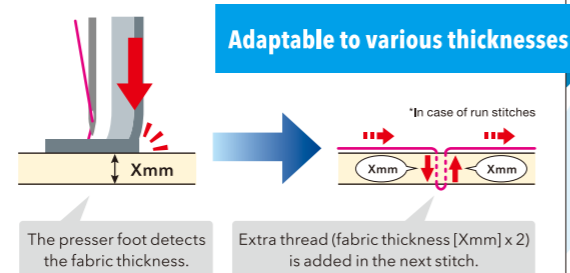 Adaptable to various thicknesses
*In case of run stitches
Xmm
Xmm
Xmm
The presser foot detects
the fabric thickness.
Extra thread (fabric thickness [Xmm] x 2)
is added in the next stitch.